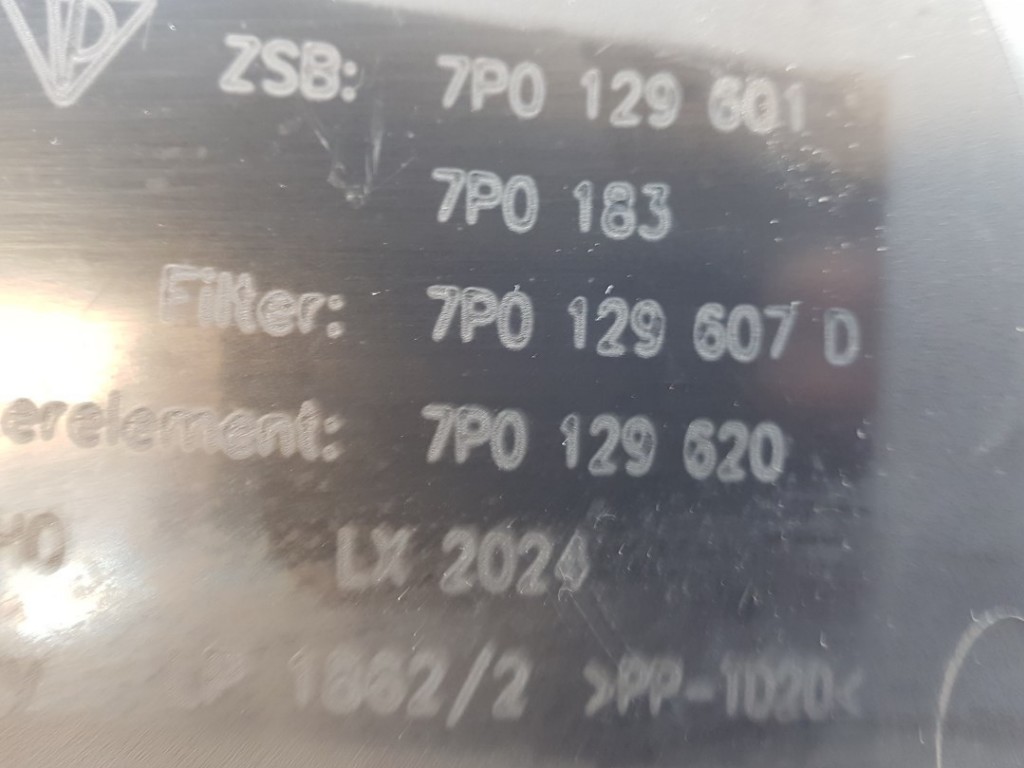 ZSB: 7P0 129 601
7P0 183
Filter: 7P0 129 607 D
erelement: 7P0 129 620
LX 2024
1862/2 >PP-TD20<